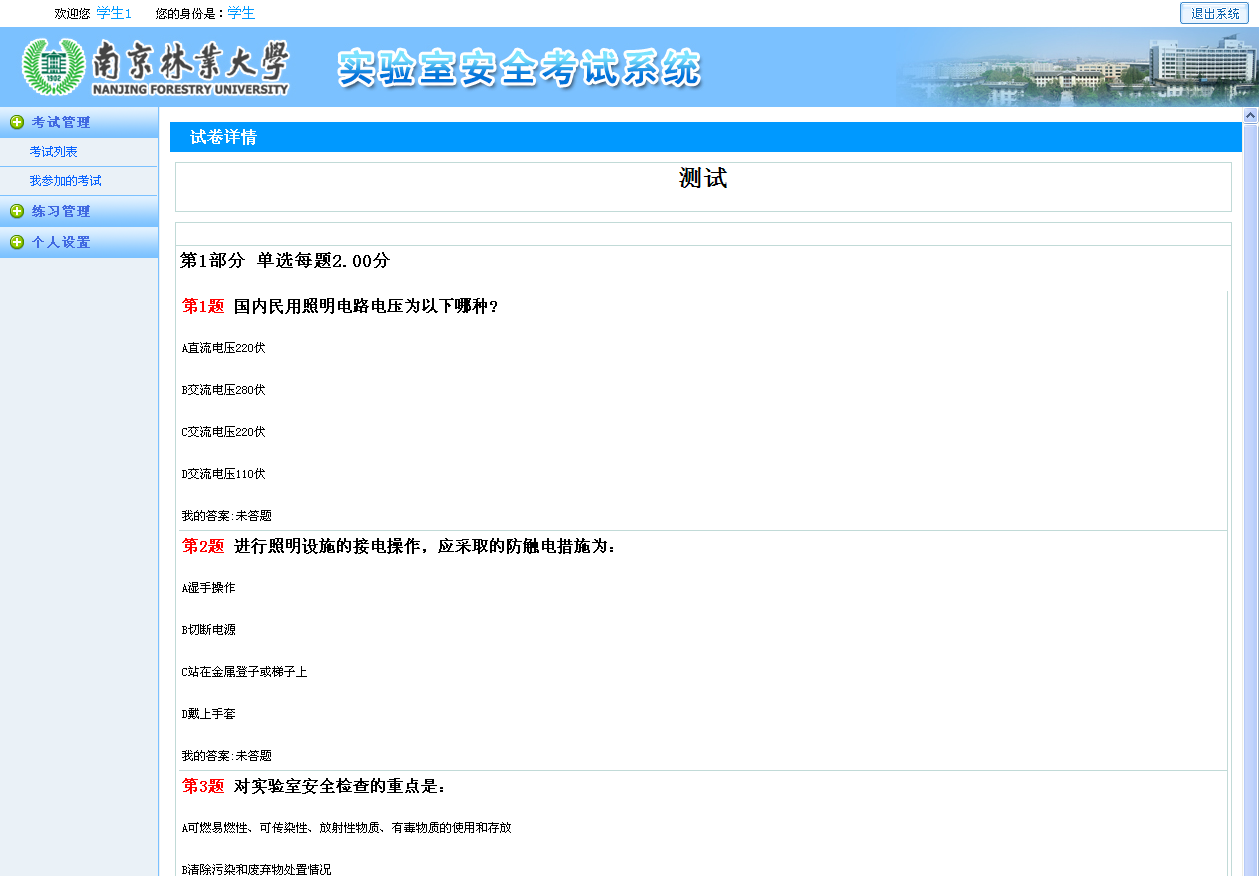 欢迎您 学生1 您的身份是：学生 退出系统
南京林業大學
1902
NANJING FORESTRY UNIVERSITY
实验室安全考试系统
考试管理
考试列表
我参加的考试
练习管理
个人设置
试卷详情
测试
第1部分 单选每题2.00分
第1题 国内民用照明电路电压为以下哪种?
A直流电压220伏
B交流电压280伏
C交流电压220伏
D交流电压110伏
我的答案:未答题
第2题 进行照明设施的接电操作，应采取的防触电措施为：
A湿手操作
B切断电源
C站在金属登子或梯子上
D戴上手套
我的答案:未答题
第3题 对实验室安全检查的重点是：
A可燃易燃性、可传染性、放射性物质、有毒物质的使用和存放
B清除污染和废弃物处置情况